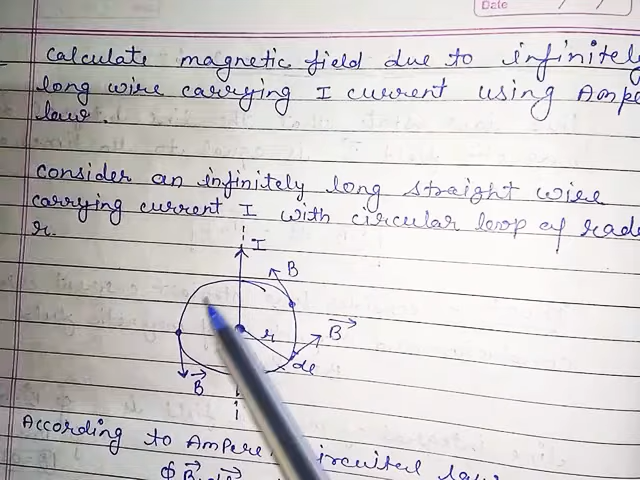 Date
Calculate magnetic field due to infinitely
long wire carrying I current using Ampe
law.
Consider an infinitely long straight wire
carrying current I with circular loop of radi
r.
I
B
r
B
dl
B
According to Ampere circuital law
∮ B